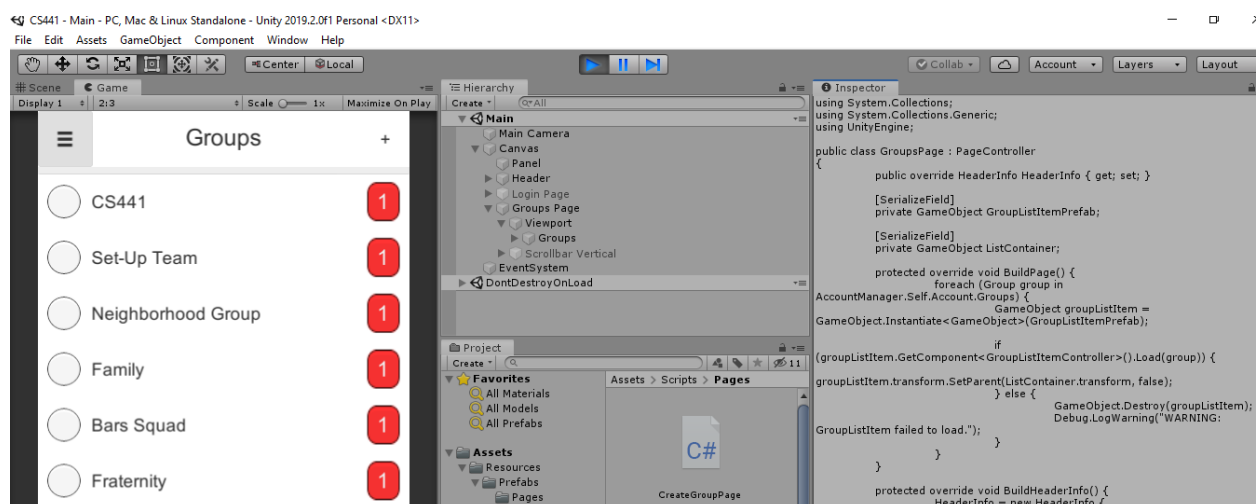 CS441 - Main - PC, Mac & Linux Standalone - Unity 2019.2.0f1 Personal <DX11>
File Edit Assets GameObject Component Window Help
Center Local Collab Account Layers Layout
Scene Game
Display 1 2:3 Scale 1x Maximize On Play
Groups +
CS441 1
Set-Up Team 1
Neighborhood Group 1
Family 1
Bars Squad 1
Fraternity 1
Hierarchy
Create All
Main
Main Camera
Canvas
Panel
Header
Login Page
Groups Page
Viewport
Groups
Scrollbar Vertical
EventSystem
DontDestroyOnLoad
Project
Create 11
Favorites
All Materials
All Models
All Prefabs
Assets
Resources
Prefabs
Pages
Assets > Scripts > Pages
C#
CreateGroupPage
Inspector
using System.Collections;
using System.Collections.Generic;
using UnityEngine;
public class GroupsPage : PageController
{
public override HeaderInfo HeaderInfo { get; set; }
[SerializeField]
private GameObject GroupListItemPrefab;
[SerializeField]
private GameObject ListContainer;
protected override void BuildPage() {
foreach (Group group in
AccountManager.Self.Account.Groups) {
GameObject groupListItem =
GameObject.Instantiate<GameObject>(GroupListItemPrefab);
if
(groupListItem.GetComponent<GroupListItemController>().Load(group)) {
groupListItem.transform.SetParent(ListContainer.transform, false);
} else {
GameObject.Destroy(groupListItem);
Debug.LogWarning("WARNING:
GroupListItem failed to load.");
}
}
}
protected override void BuildHeaderInfo() {
HeaderInfo = new HeaderInfo {